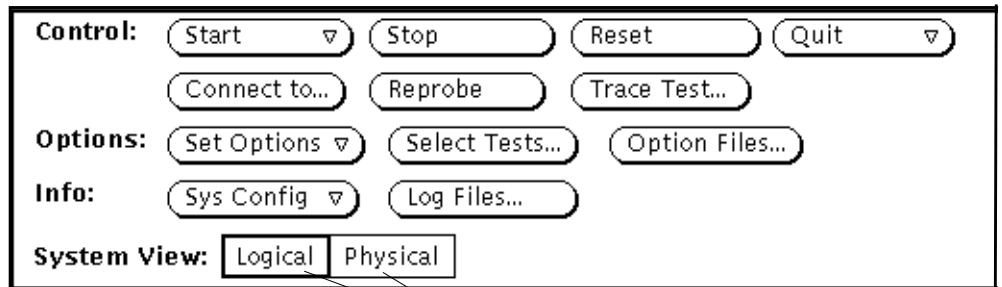 Control: Start Stop Reset Quit
Connect to... Reprobe Trace Test...
Options: Set Options Select Tests... Option Files...
Info: Sys Config Log Files...
System View: Logical Physical